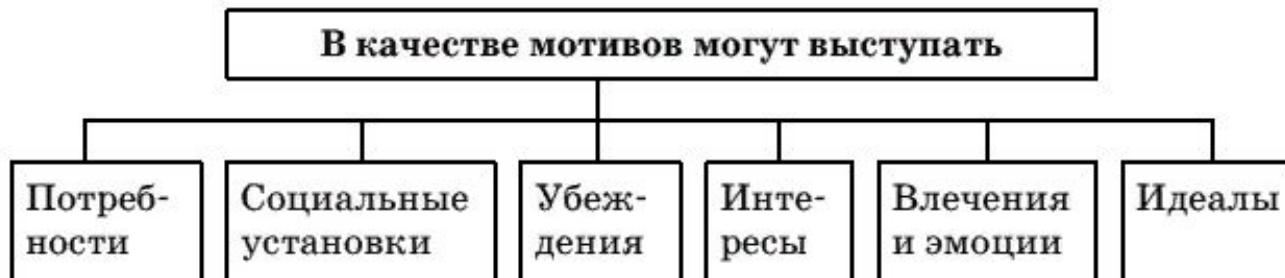 В качестве мотивов могут выступать
Потреб-
ности
Социальные
установки
Убеж-
дения
Инте-
ресы
Влечения
и эмоции
Идеалы